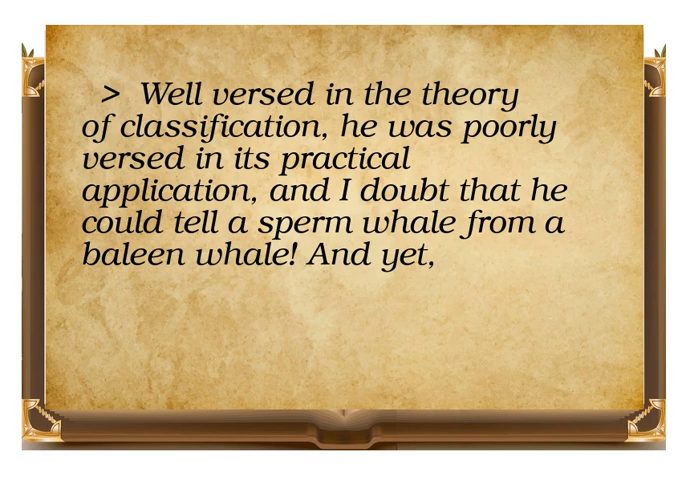 > Well versed in the theory
of classification, he was poorly
versed in its practical
application, and I doubt that he
could tell a sperm whale from a
baleen whale! And yet,